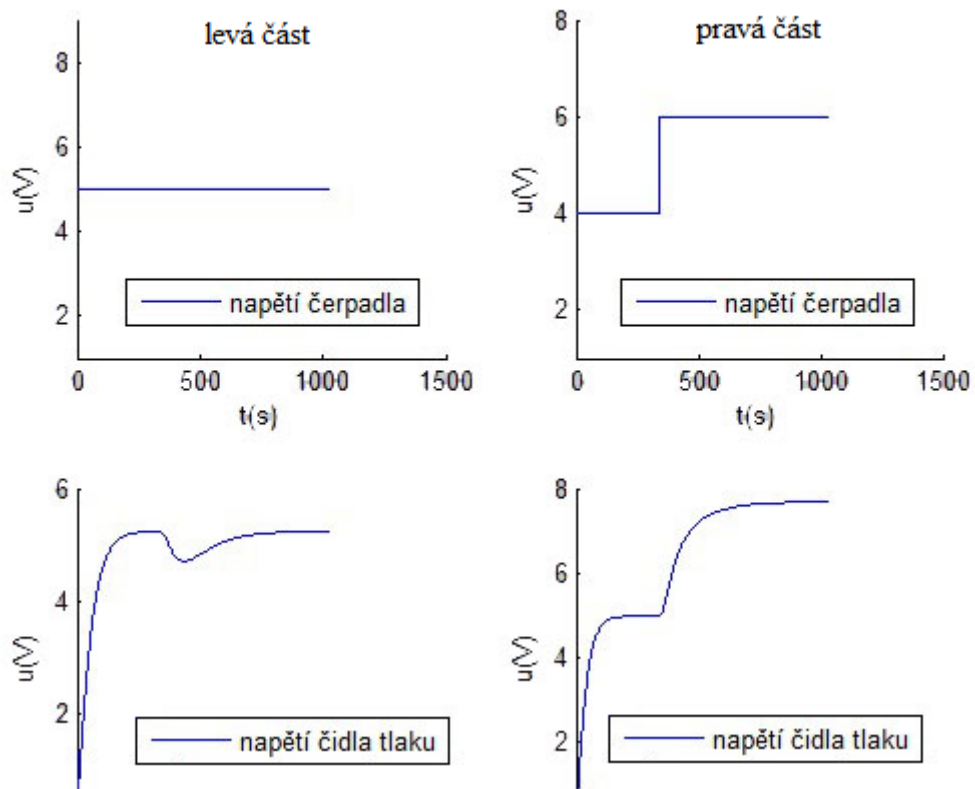 levá část
8
6
4
2
u(V)
napětí čerpadla
0 500 1000 1500
t(s)
pravá část
8
6
4
2
u(V)
napětí čerpadla
0 500 1000 1500
t(s)
6
4
2
u(V)
napětí čidla tlaku
8
6
4
2
u(V)
napětí čidla tlaku